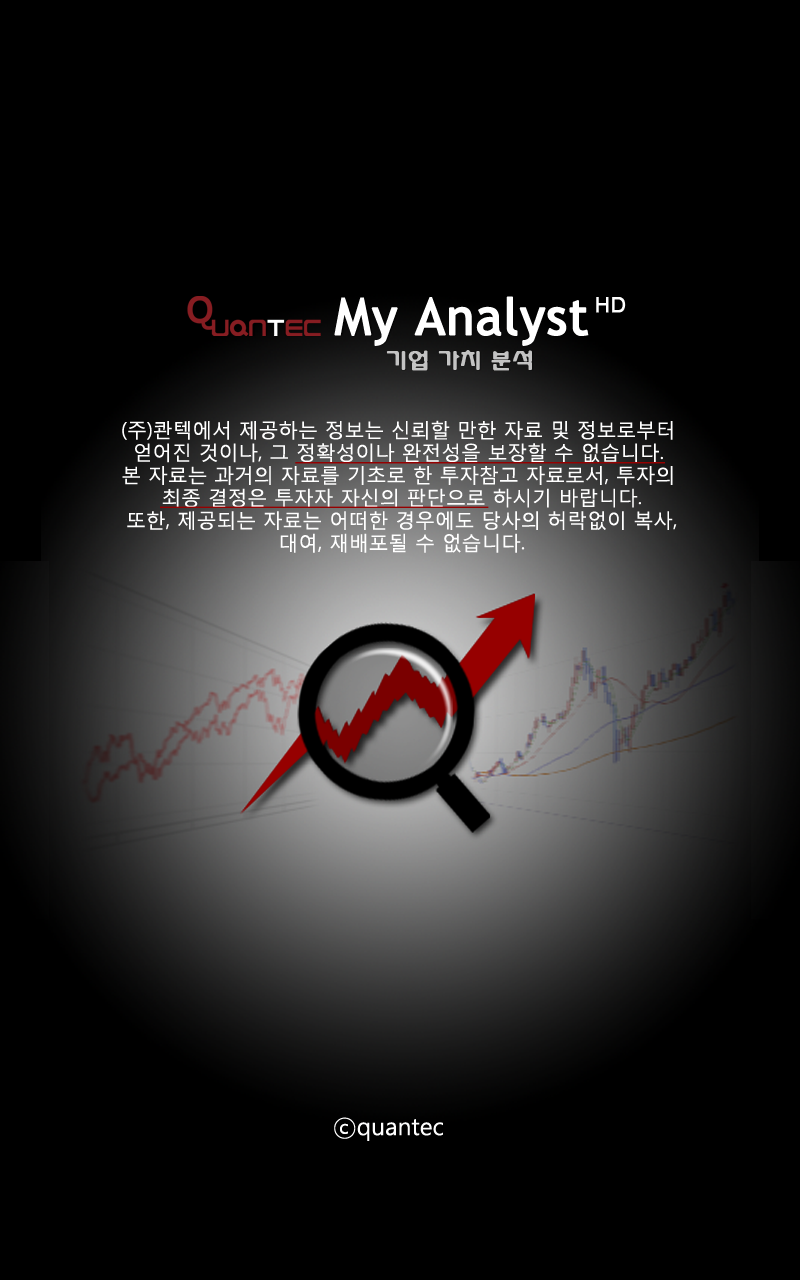 QUANTEC My Analyst HD
기업 가치 분석
(주)콴텍에서 제공하는 정보는 신뢰할 만한 자료 및 정보로부터
얻어진 것이나, 그 정확성이나 완전성을 보장할 수 없습니다.
본 자료는 과거의 자료를 기초로 한 투자참고 자료로서, 투자의
최종 결정은 투자자 자신의 판단으로 하시기 바랍니다.
또한, 제공되는 자료는 어떠한 경우에도 당사의 허락없이 복사,
대여, 재배포될 수 없습니다.
ⓒquantec